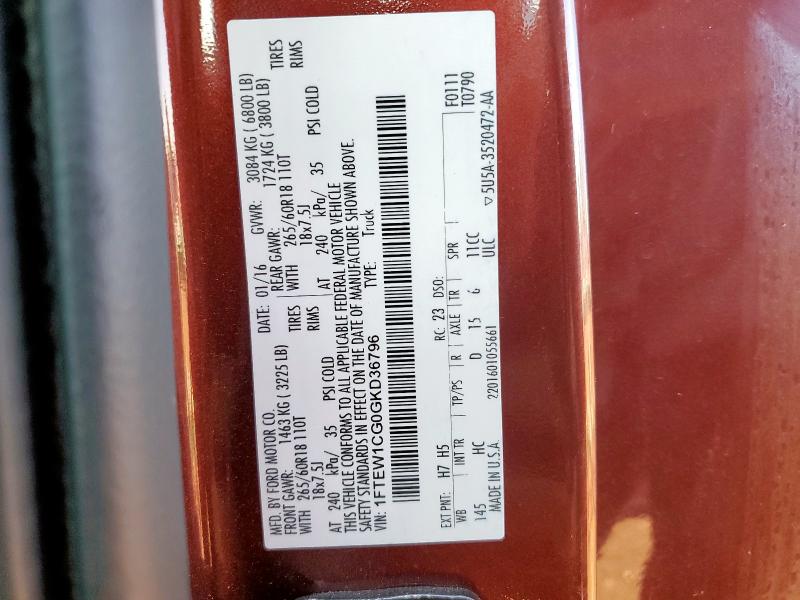 MFD. BY FORD MOTOR CO.
DATE: 01/16 GVWR: 3084 KG ( 6800 LB)
FRONT GAWR: 1463 KG ( 3225 LB) REAR GAWR: 1724 KG ( 3800 LB)
WITH 265/60R18 110T TIRES WITH 265/60R18 110T TIRES
18x7.5J RIMS 18x7.5J RIMS
AT 240 kPa/ 35 PSI COLD AT 240 kPa/ 35 PSI COLD
THIS VEHICLE CONFORMS TO ALL APPLICABLE FEDERAL MOTOR VEHICLE
SAFETY STANDARDS IN EFFECT ON THE DATE OF MANUFACTURE SHOWN ABOVE.
VIN: 1FTEW1CG0GKD36796 TYPE: Truck
EXT PNT: H7 H5 RC: 23 DSO: F0111
WB INT TR TP/PS R AXLE TR SPR T0790
145 HC D 15 6 11CC
MADE IN U.S.A. 2201601055661 ULC ▽ 5U5A-3520472-AA